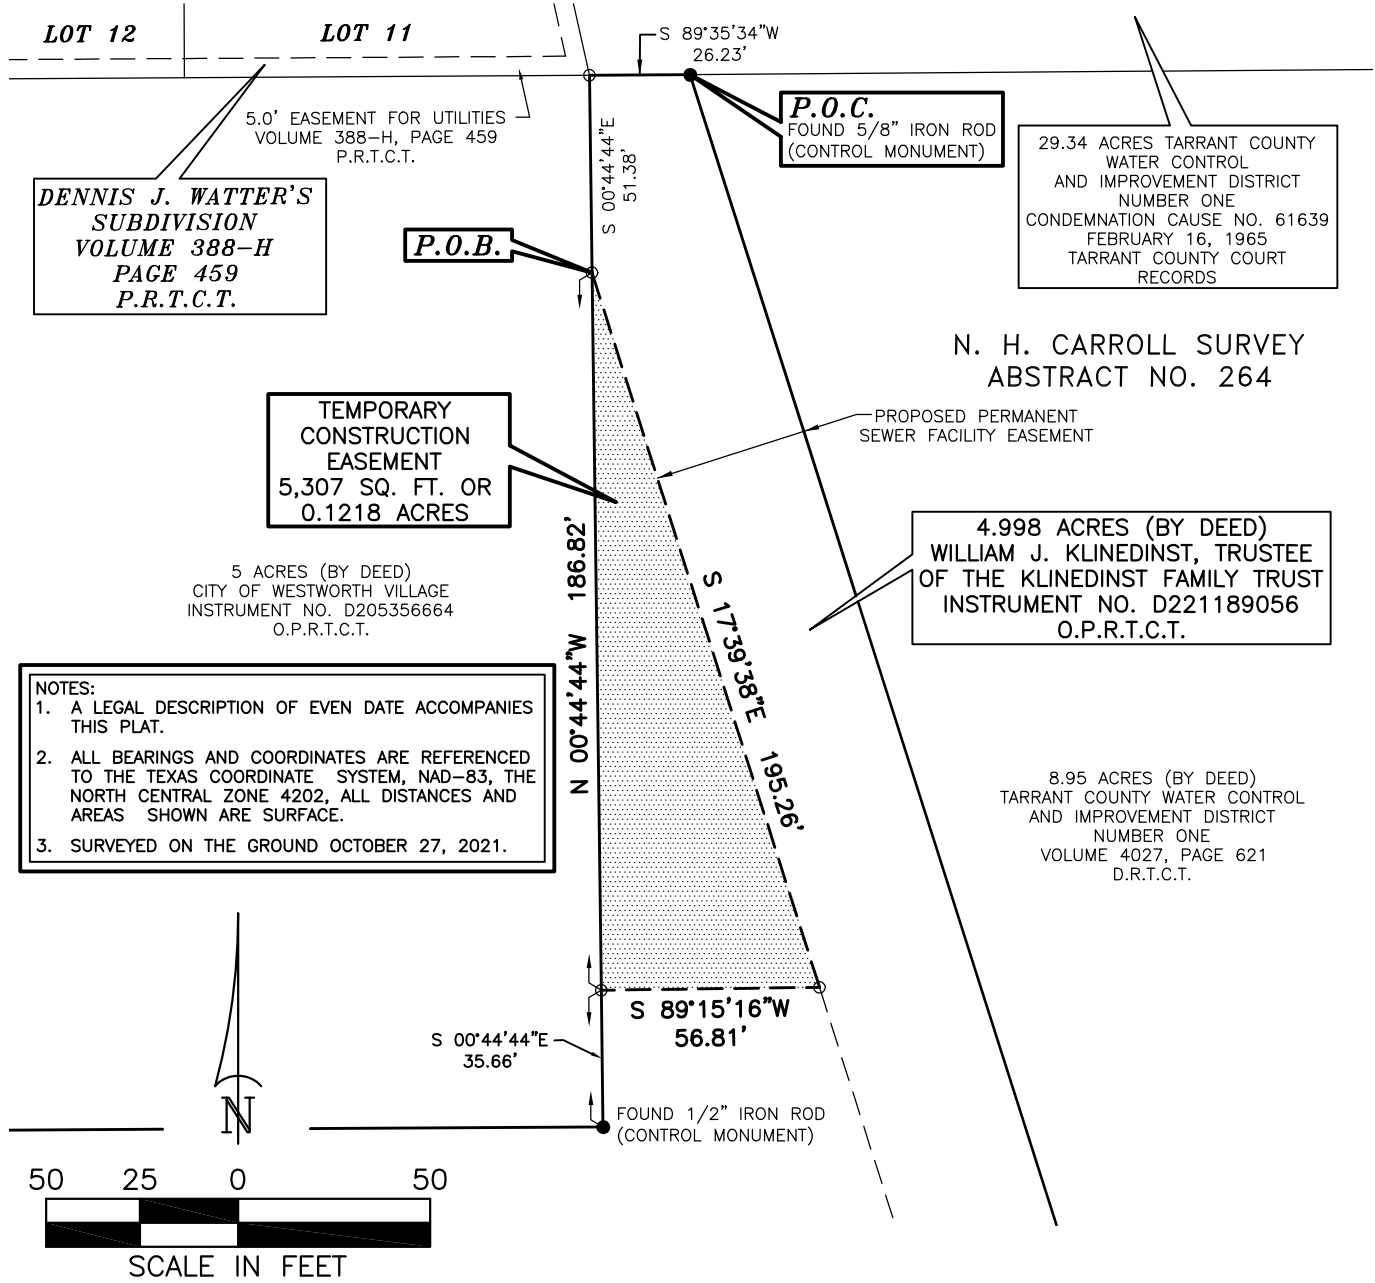 LOT 12
LOT 11
S 89°35'34"W
26.23'
5.0' EASEMENT FOR UTILITIES
VOLUME 388-H, PAGE 459
P.R.T.C.T.
S 00°44'44"E
51.38'
P.O.C.
FOUND 5/8" IRON ROD
(CONTROL MONUMENT)
29.34 ACRES TARRANT COUNTY
WATER CONTROL
AND IMPROVEMENT DISTRICT
NUMBER ONE
CONDEMNATION CAUSE NO. 61639
FEBRUARY 16, 1965
TARRANT COUNTY COURT
RECORDS
DENNIS J. WATTER'S
SUBDIVISION
VOLUME 388-H
PAGE 459
P.R.T.C.T.
P.O.B.
N. H. CARROLL SURVEY
ABSTRACT NO. 264
TEMPORARY
CONSTRUCTION
EASEMENT
5,307 SQ. FT. OR
0.1218 ACRES
PROPOSED PERMANENT
SEWER FACILITY EASEMENT
4.998 ACRES (BY DEED)
WILLIAM J. KLINEDINST, TRUSTEE
OF THE KLINEDINST FAMILY TRUST
INSTRUMENT NO. D221189056
O.P.R.T.C.T.
5 ACRES (BY DEED)
CITY OF WESTWORTH VILLAGE
INSTRUMENT NO. D205356664
O.P.R.T.C.T.
N 00°44'44"W 186.82'
S 17°39'38"E 195.26'
NOTES:
1. A LEGAL DESCRIPTION OF EVEN DATE ACCOMPANIES
THIS PLAT.
2. ALL BEARINGS AND COORDINATES ARE REFERENCED
TO THE TEXAS COORDINATE SYSTEM, NAD-83, THE
NORTH CENTRAL ZONE 4202, ALL DISTANCES AND
AREAS SHOWN ARE SURFACE.
3. SURVEYED ON THE GROUND OCTOBER 27, 2021.
8.95 ACRES (BY DEED)
TARRANT COUNTY WATER CONTROL
AND IMPROVEMENT DISTRICT
NUMBER ONE
VOLUME 4027, PAGE 621
D.R.T.C.T.
S 89°15'16"W
56.81'
S 00°44'44"E
35.66'
FOUND 1/2" IRON ROD
(CONTROL MONUMENT)
N
50 25 0 50
SCALE IN FEET